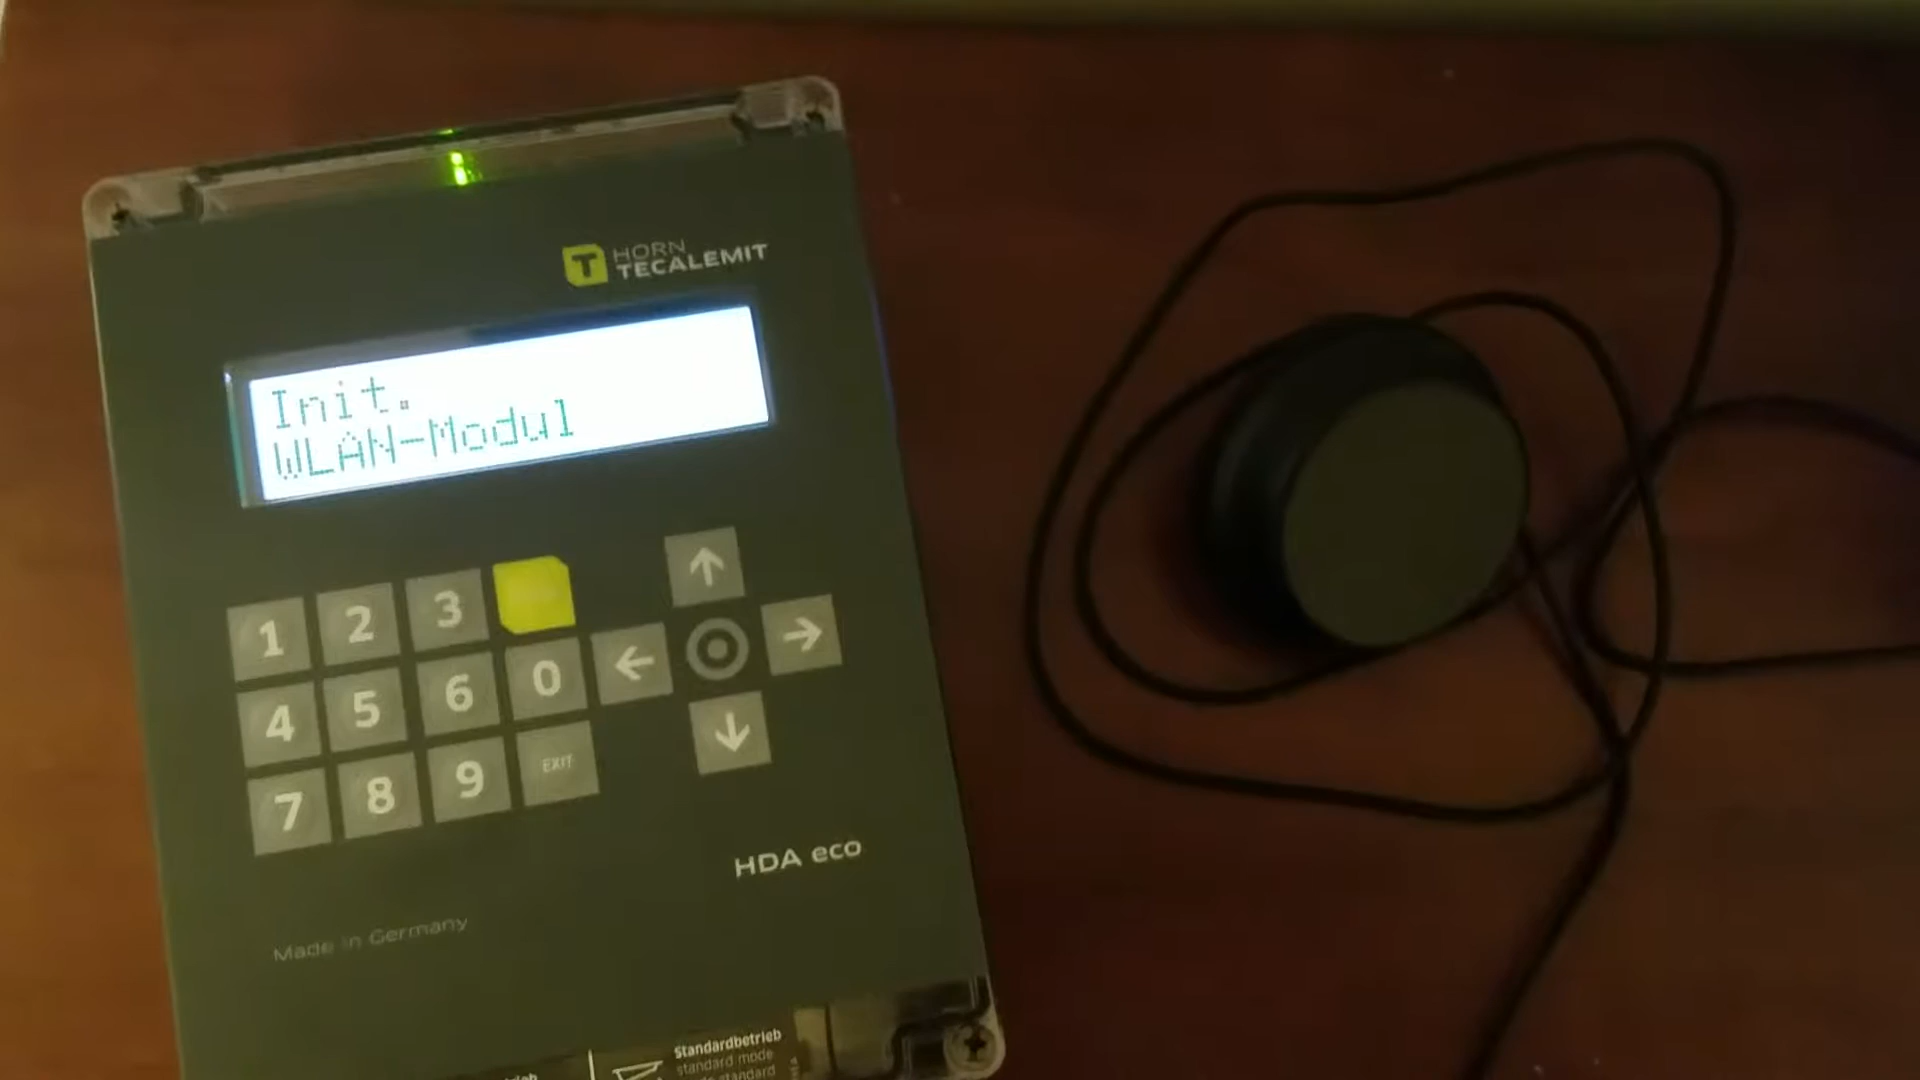 HORN
TECALEMIT
Init.
WLAN-Modul
1 2 3
4 5 6 0
7 8 9 EXIT
HDA eco
Made in Germany
Standardbetrieb
standard mode
standard